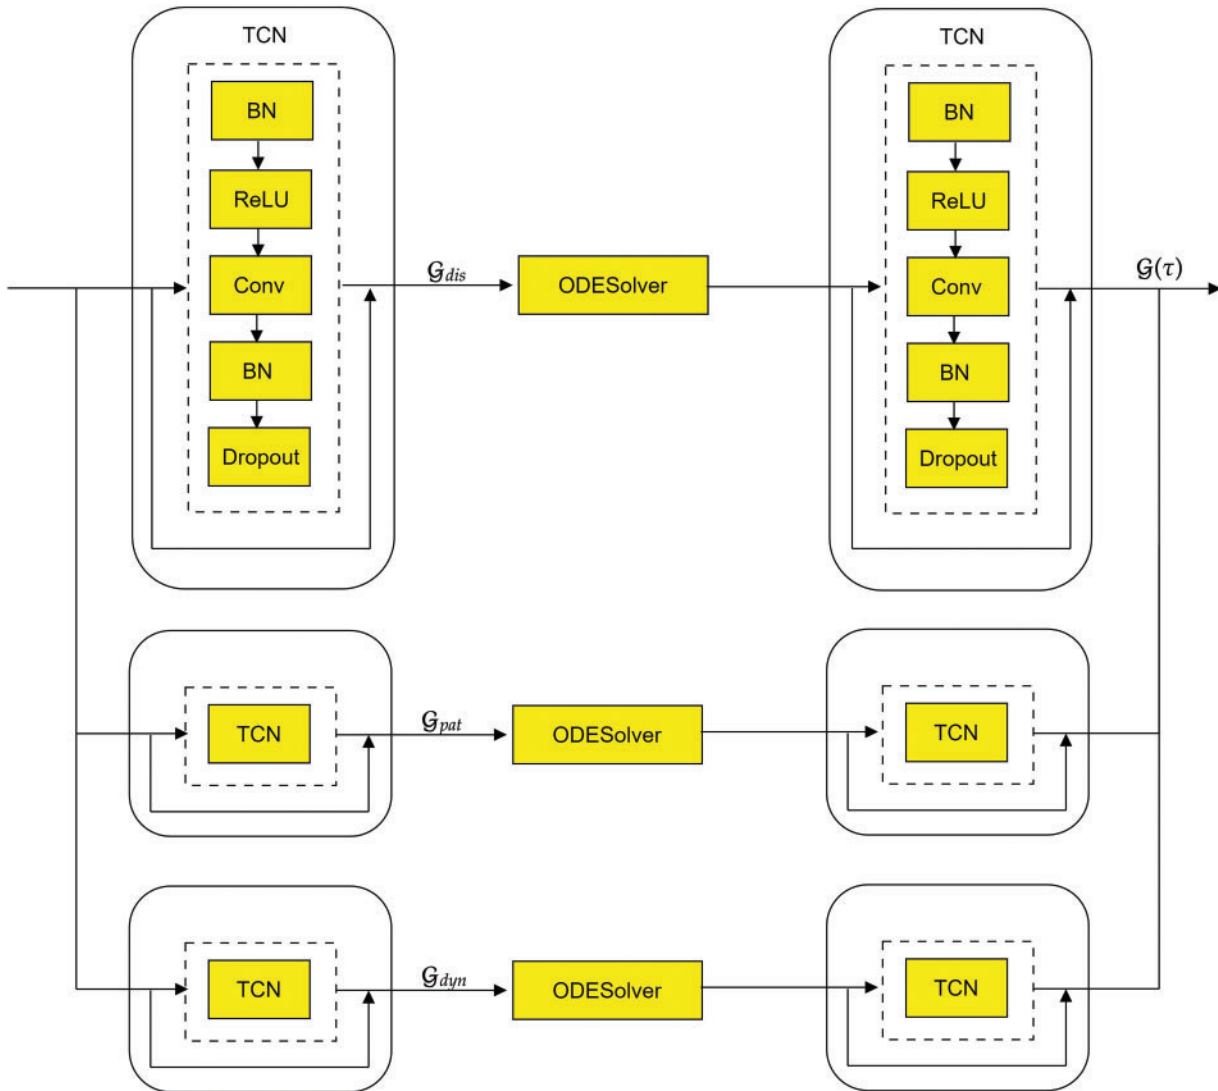 TCN
BN
ReLU
Conv
BN
Dropout
𝒢dis
ODESolver
TCN
BN
ReLU
Conv
BN
Dropout
𝒢(τ)
TCN
𝒢pat
ODESolver
TCN
TCN
𝒢dyn
ODESolver
TCN